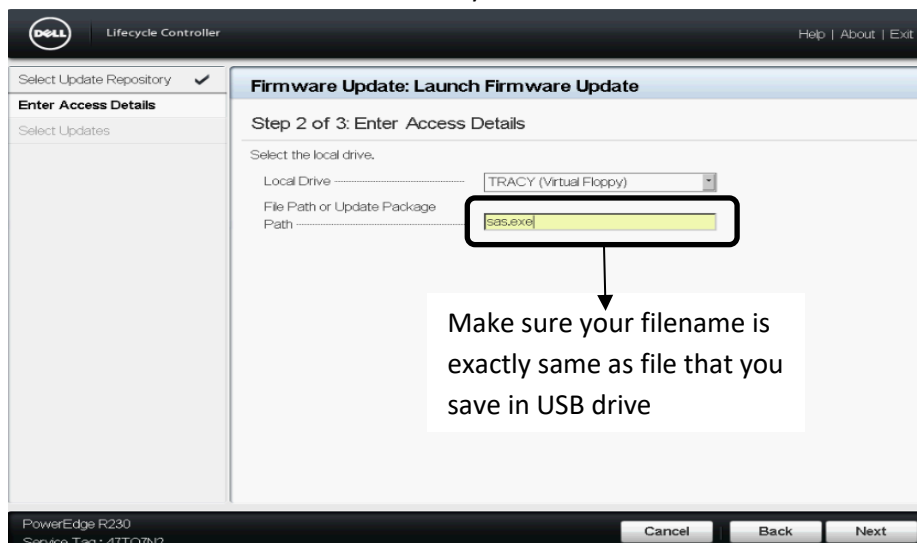 DELL
Lifecycle Controller
Help | About | Exit
Select Update Repository
Enter Access Details
Select Updates
Firmware Update: Launch Firmware Update
Step 2 of 3: Enter Access Details
Select the local drive.
Local Drive
TRACY (Virtual Floppy)
File Path or Update Package
Path
sas.exe
Make sure your filename is
exactly same as file that you
save in USB drive
PowerEdge R230
Service Tag :
Cancel
Back
Next